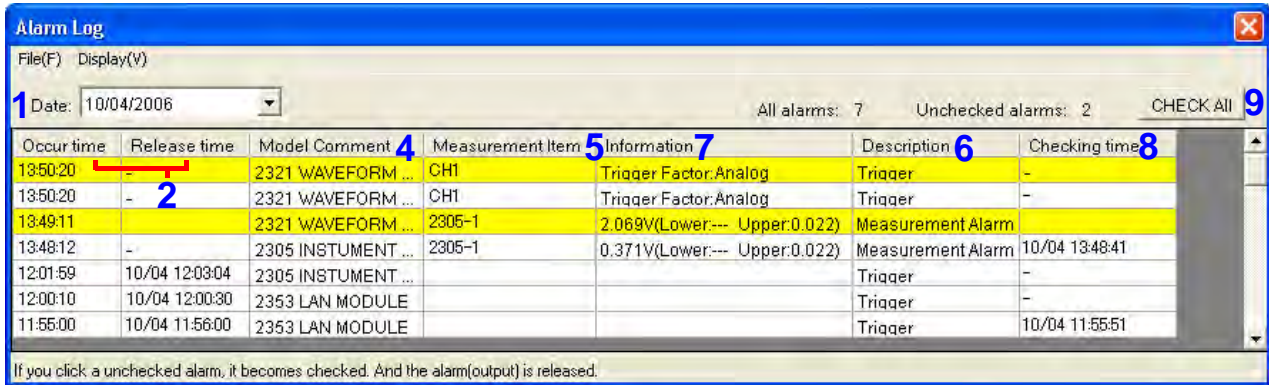 Alarm Log
File(F) Display(V)
1 Date: 10/04/2006 All alarms: 7 Unchecked alarms: 2 CHECK All 9
Occur time Release time Model Comment 4 Measurement Item 5 Information 7 Description 6 Checking time 8
2
13:50:20 - 2321 WAVEFORM ... CH1 Trigger Factor:Analog Trigger -
13:50:20 - 2321 WAVEFORM ... CH1 Trigger Factor:Analog Trigger -
13:49:11 2321 WAVEFORM ... 2305-1 2.069V(Lower:--- Upper:0.022) Measurement Alarm
13:48:12 - 2305 INSTUMENT ... 2305-1 0.371V(Lower:--- Upper:0.022) Measurement Alarm 10/04 13:48:41
12:01:59 10/04 12:03:04 2305 INSTUMENT ... Trigger -
12:00:10 10/04 12:00:30 2353 LAN MODULE Trigger -
11:55:00 10/04 11:56:00 2353 LAN MODULE Trigger 10/04 11:55:51
If you click a unchecked alarm, it becomes checked. And the alarm(output) is released.